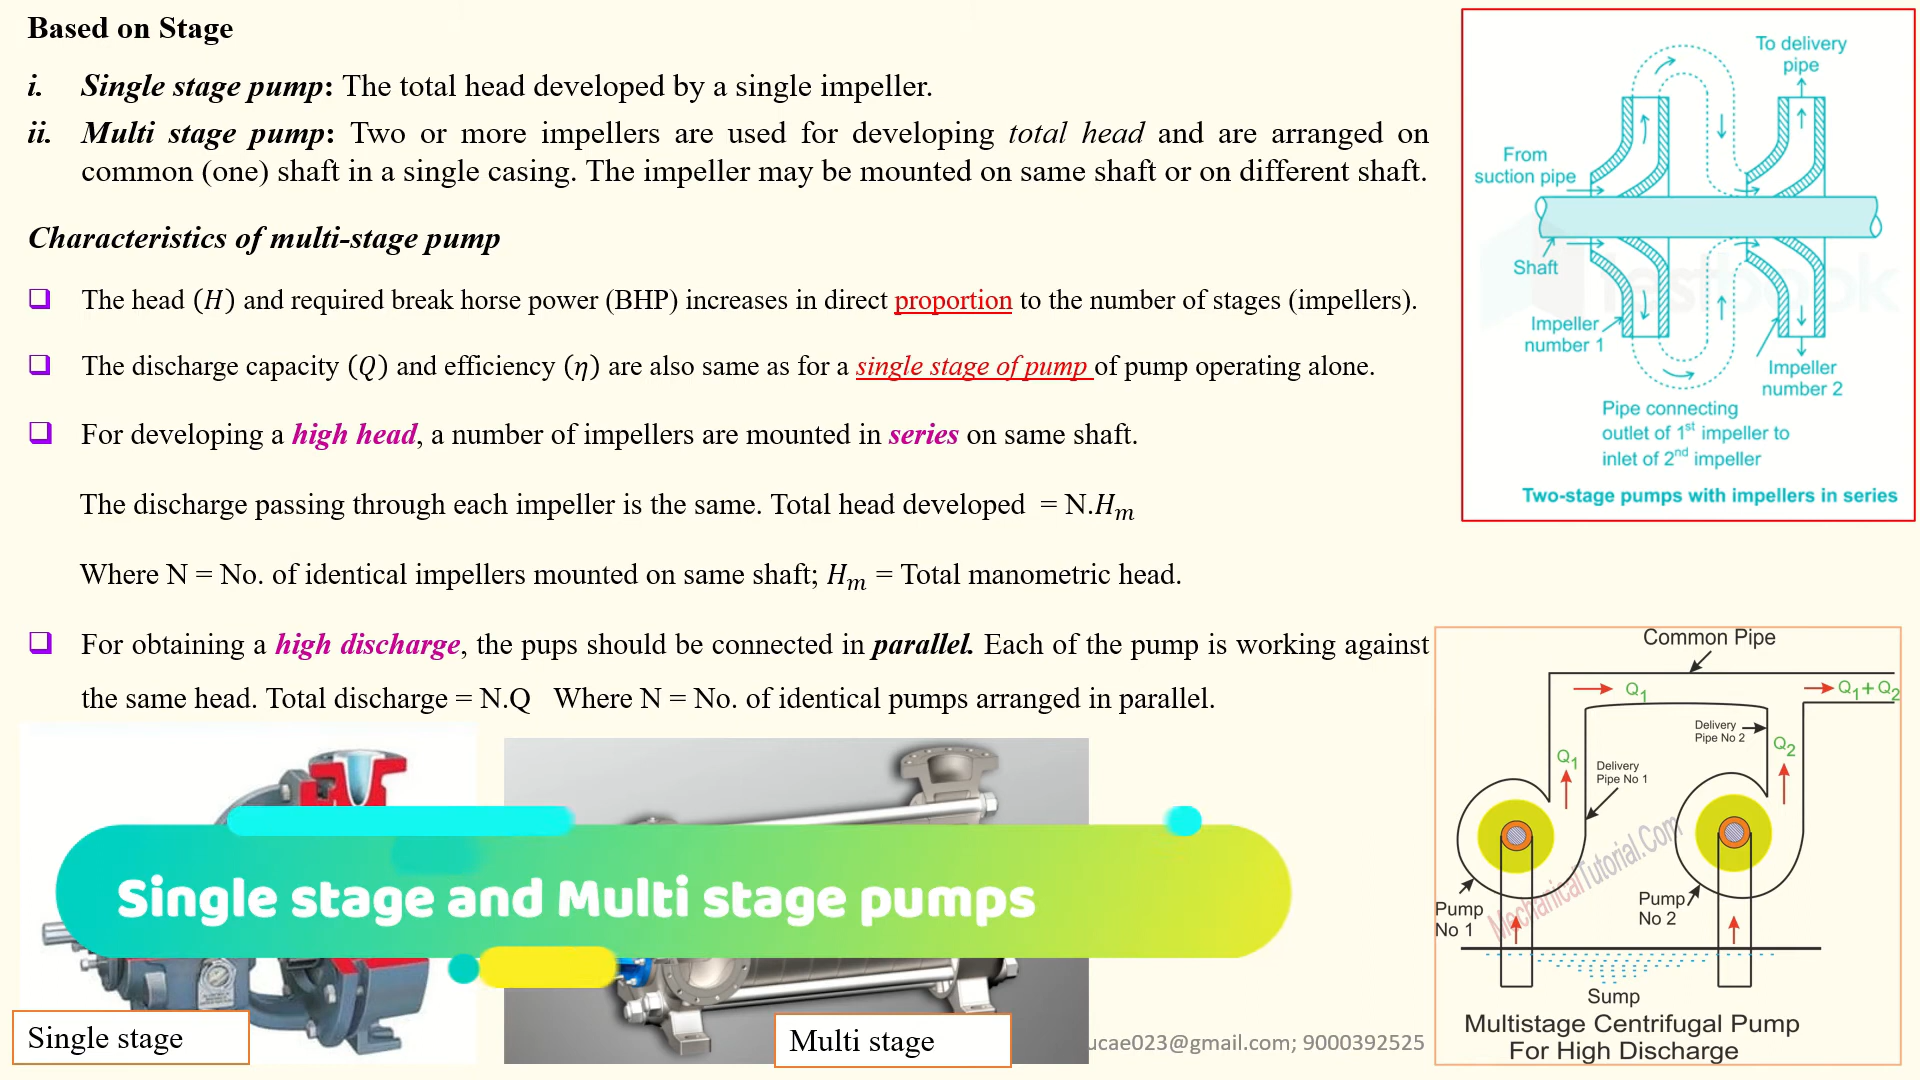 Based on Stage
i. Single stage pump: The total head developed by a single impeller.
ii. Multi stage pump: Two or more impellers are used for developing total head and are arranged on
common (one) shaft in a single casing. The impeller may be mounted on same shaft or on different shaft.
Characteristics of multi-stage pump
❑ The head (H) and required break horse power (BHP) increases in direct proportion to the number of stages (impellers).
❑ The discharge capacity (Q) and efficiency (η) are also same as for a single stage of pump of pump operating alone.
❑ For developing a high head, a number of impellers are mounted in series on same shaft.
The discharge passing through each impeller is the same. Total head developed = N.Hm
Where N = No. of identical impellers mounted on same shaft; Hm = Total manometric head.
❑ For obtaining a high discharge, the pups should be connected in parallel. Each of the pump is working against
the same head. Total discharge = N.Q Where N = No. of identical pumps arranged in parallel.
Single stage and Multi stage pumps
Single stage
Multi stage
ucae023@gmail.com; 9000392525
To delivery
pipe
From
suction pipe
Shaft
Impeller
number 1
Impeller
number 2
Pipe connecting
outlet of 1st impeller to
inlet of 2nd impeller
Two-stage pumps with impellers in series
Common Pipe
Q1
Q1+Q2
Delivery
Pipe No 2
Q2
Q1
Delivery
Pipe No 1
MechanicalTutorial.Com
Pump
No 1
Pump
No 2
Sump
Multistage Centrifugal Pump
For High Discharge